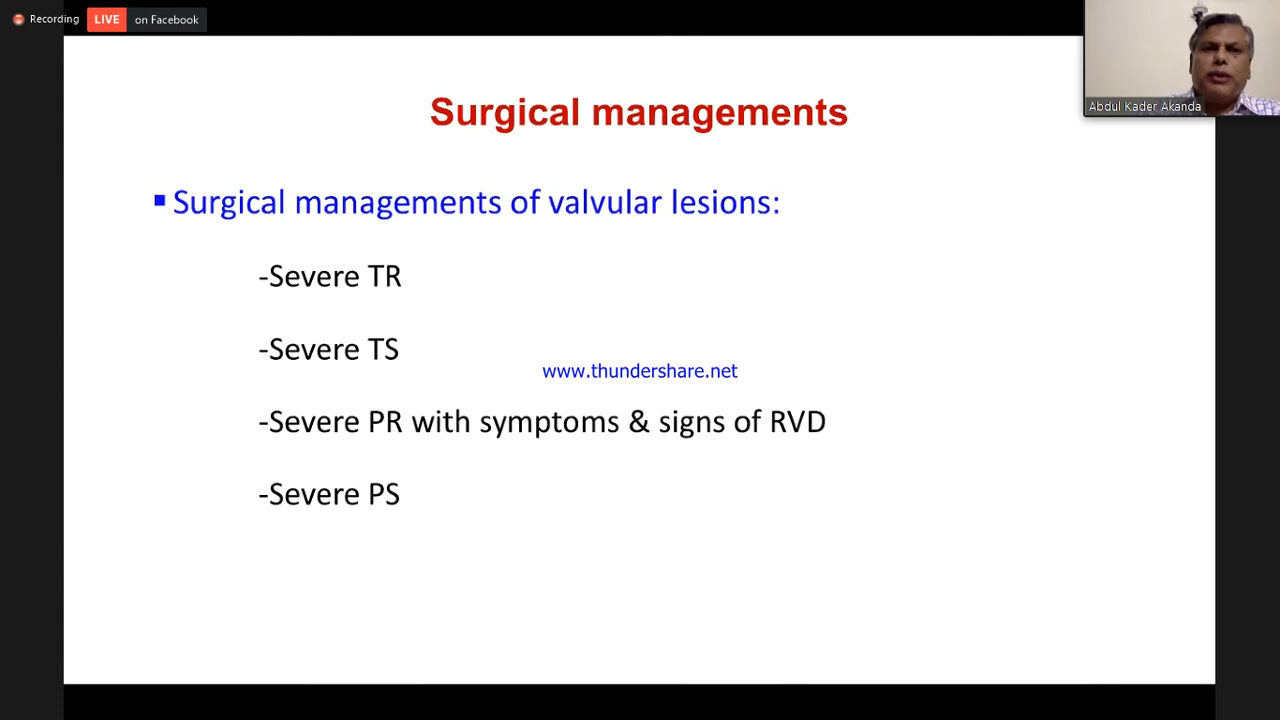 Recording
LIVE on Facebook
Abdul Kader Akanda
Surgical managements
▪ Surgical managements of valvular lesions:
-Severe TR
-Severe TS
www.thundershare.net
-Severe PR with symptoms & signs of RVD
-Severe PS